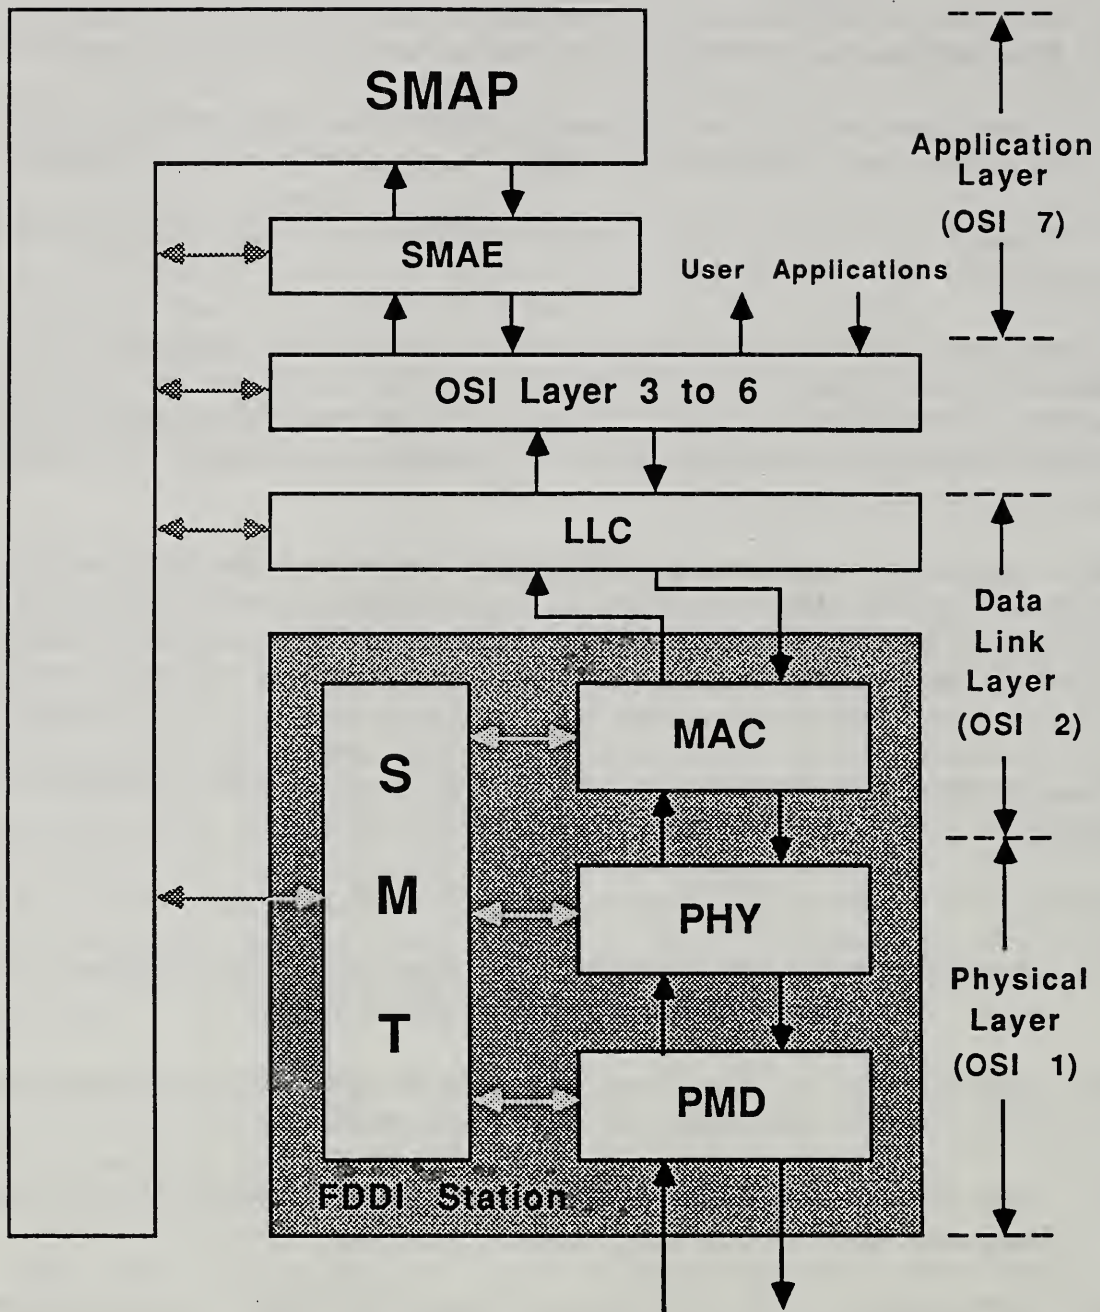 SMAP
Application
Layer
(OSI 7)
SMAE
User Applications
OSI Layer 3 to 6
LLC
Data
Link
Layer
(OSI 2)
MAC
S
M
T
PHY
Physical
Layer
(OSI 1)
PMD
FDDI Station